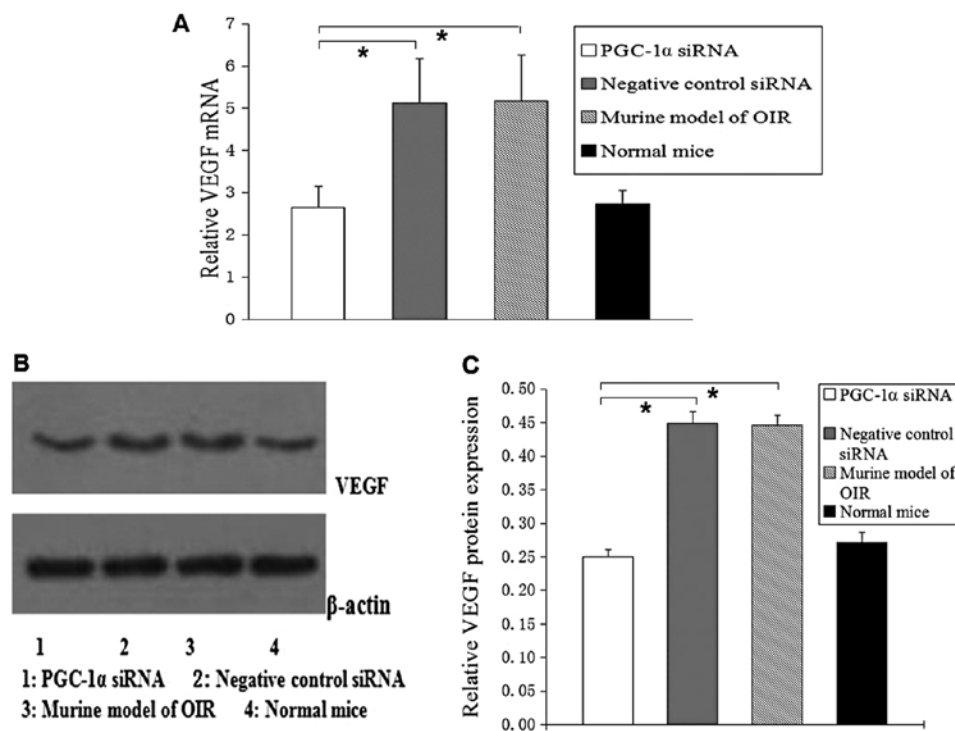 A
7
6
5
4
3
2
1
0
Relative VEGF mRNA
*
*
PGC-1α siRNA
Negative control siRNA
Murine model of OIR
Normal mice
B
VEGF
β-actin
1 2 3 4
1: PGC-1α siRNA 2: Negative control siRNA
3: Murine model of OIR 4: Normal mice
C
0.50
0.45
0.40
0.35
0.30
0.25
0.20
0.15
0.10
0.05
0.00
Relative VEGF protein expression
*
*
PGC-1α siRNA
Negative control
siRNA
Murine model of
OIR
Normal mice